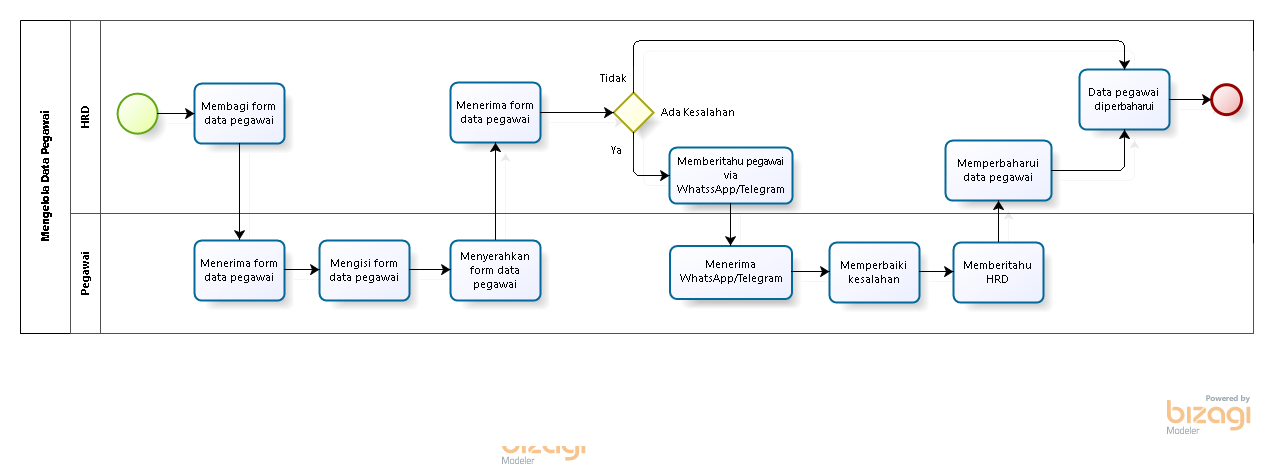 Mengelola Data Pegawai
HRD
Membagi form
data pegawai
Menerima form
data pegawai
Tidak
Ada Kesalahan
Ya
Memberitahu pegawai
via
WhatssApp/Telegram
Memperbaharui
data pegawai
Data pegawai
diperbaharui
Pegawai
Menerima form
data pegawai
Mengisi form
data pegawai
Menyerahkan
form data
pegawai
Menerima
WhatsApp/Telegram
Memperbaiki
kesalahan
Memberitahu
HRD
Powered by
bizagi
Modeler
bizagi
Modeler